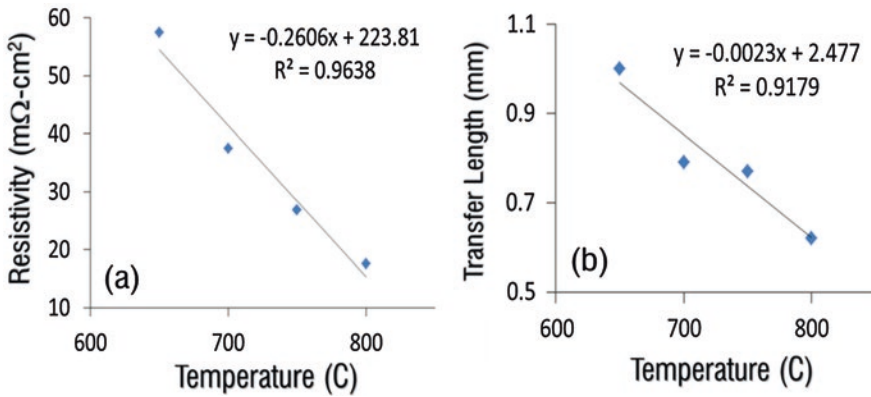 60
50
40
30
20
10
600
700
800
Resistivity (mΩ-cm²)
Temperature (C)
y = -0.2606x + 223.81
R² = 0.9638
(a)
1.1
0.9
0.7
0.5
600
700
800
Transfer Length (mm)
Temperature (C)
y = -0.0023x + 2.477
R² = 0.9179
(b)